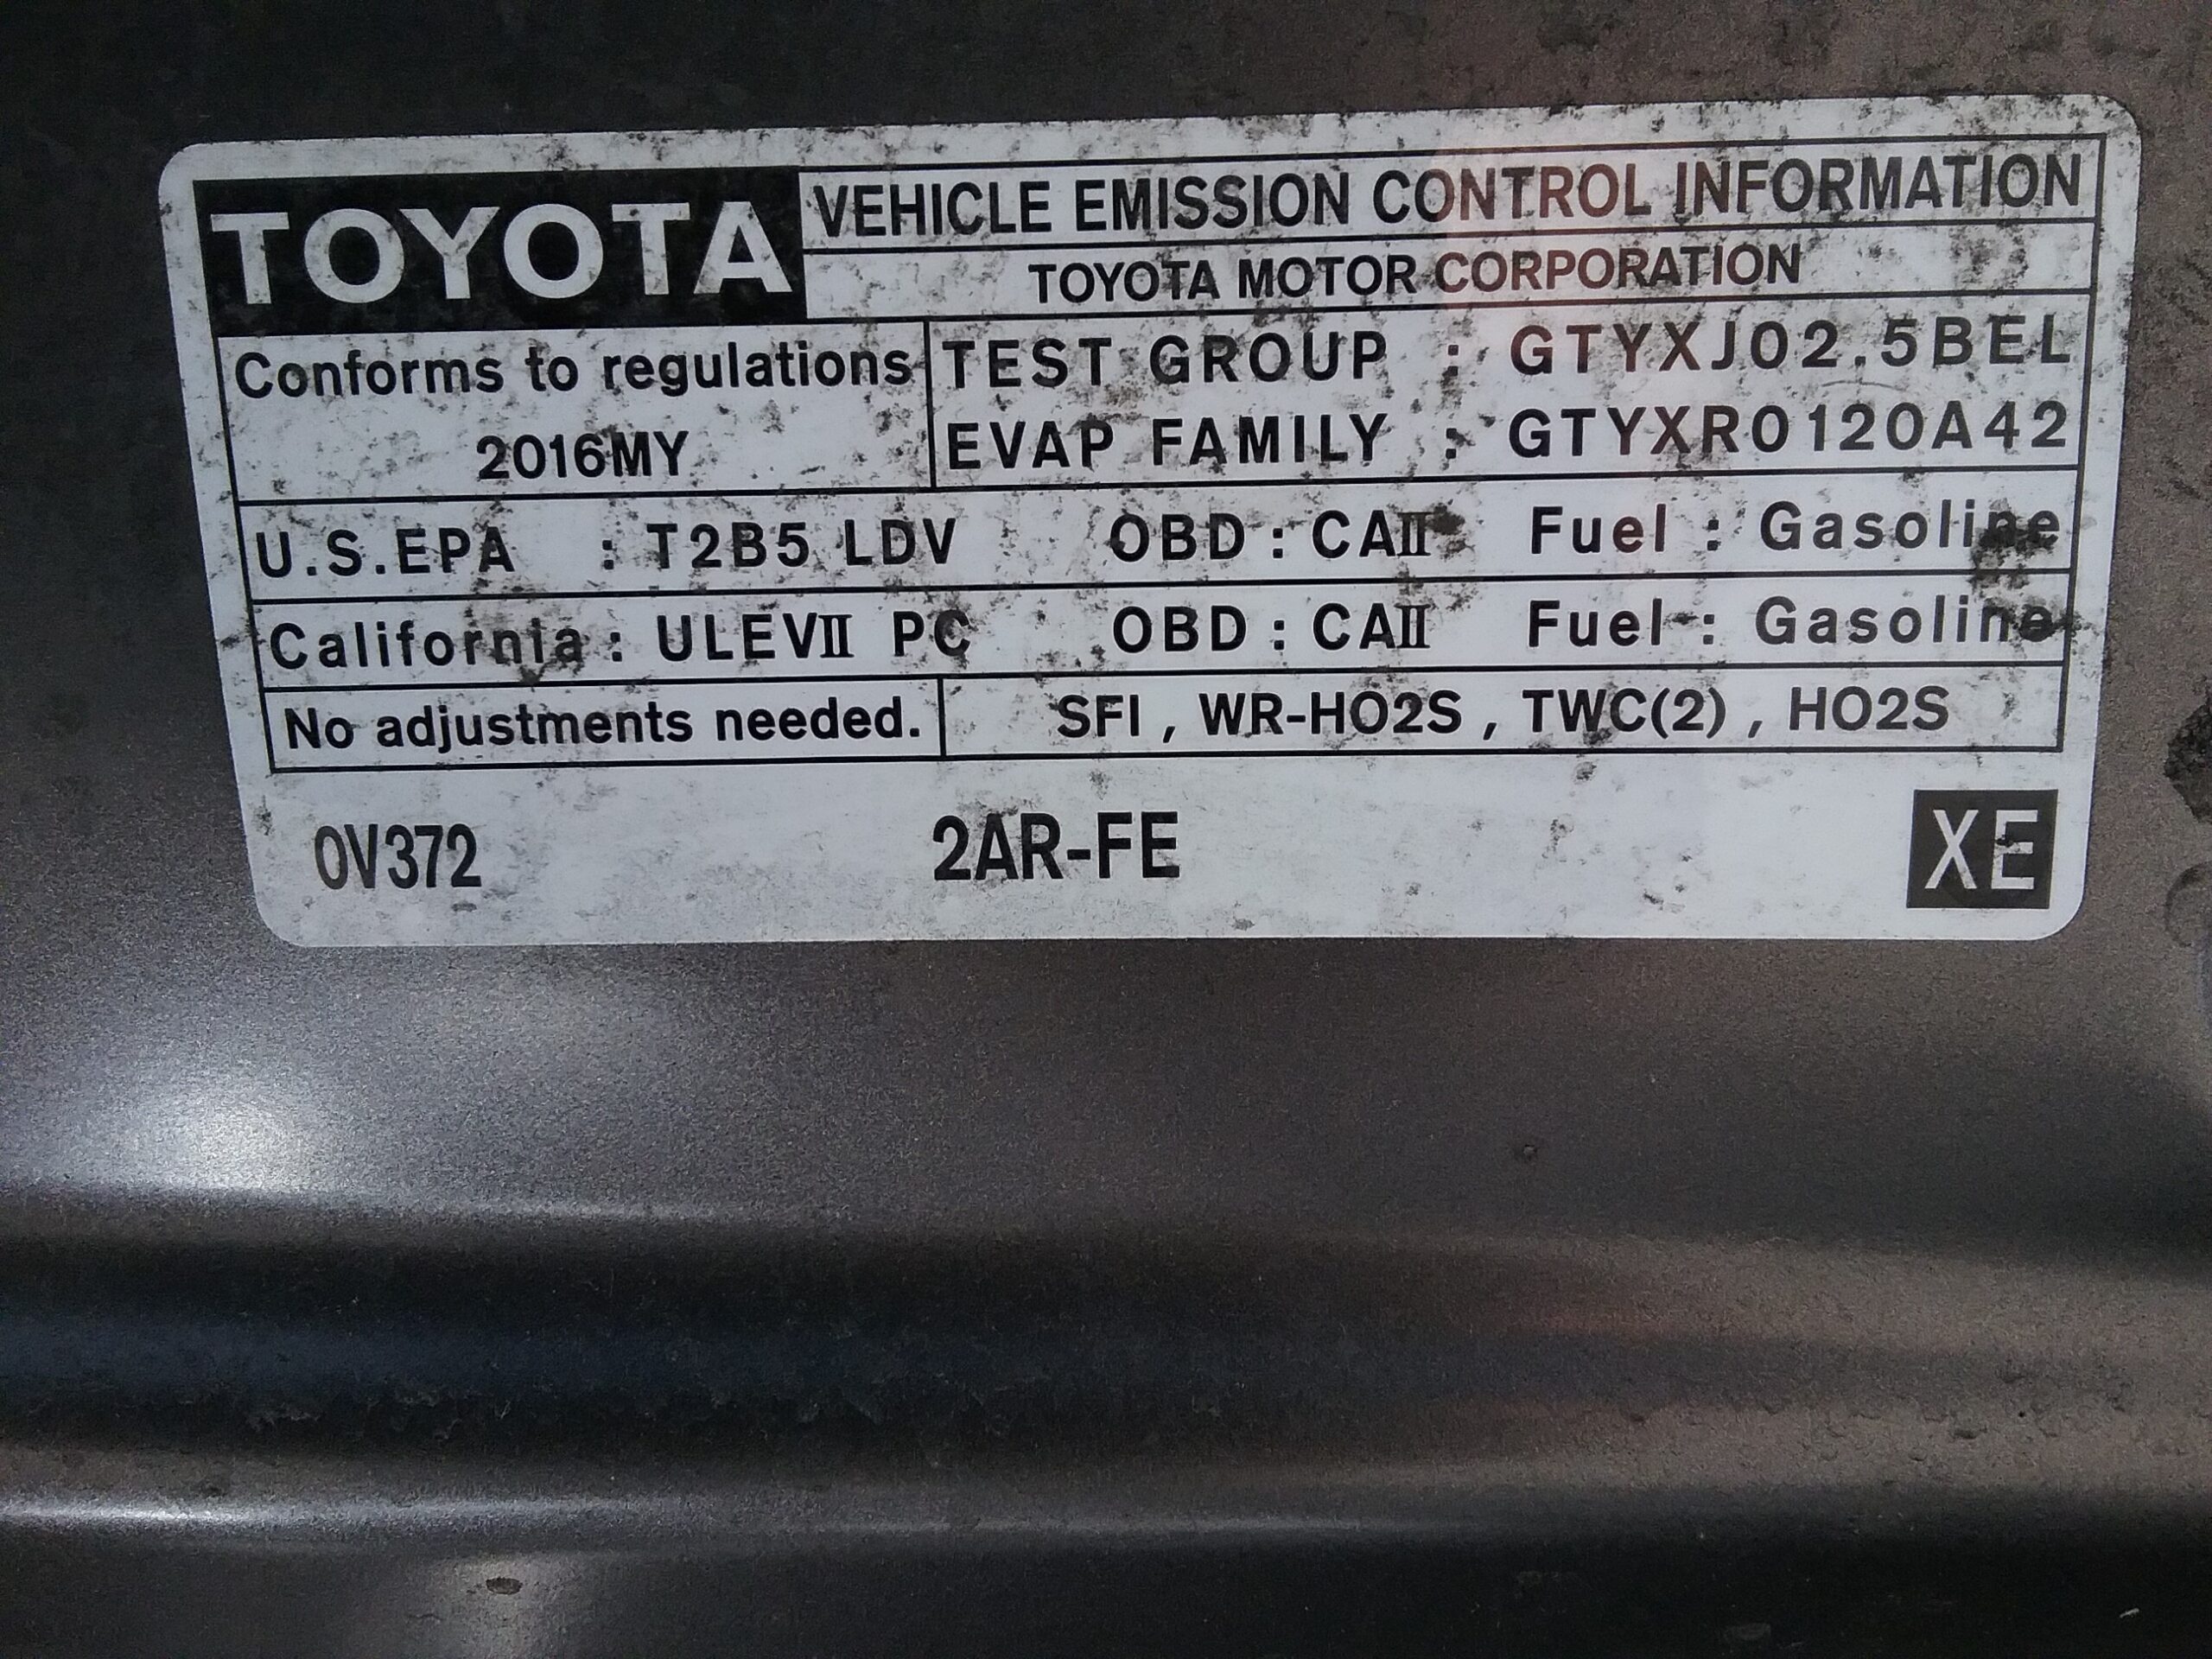 TOYOTA
VEHICLE EMISSION CONTROL INFORMATION
TOYOTA MOTOR CORPORATION
Conforms to regulations
2016MY
TEST GROUP : GTYXJ02.5BEL
EVAP FAMILY : GTYXR0120A42
U.S.EPA : T2B5 LDV OBD : CAⅡ Fuel : Gasoline
California : ULEVⅡ PC OBD : CAⅡ Fuel : Gasoline
No adjustments needed. SFI , WR-HO2S , TWC(2) , HO2S
0V372 2AR-FE XE